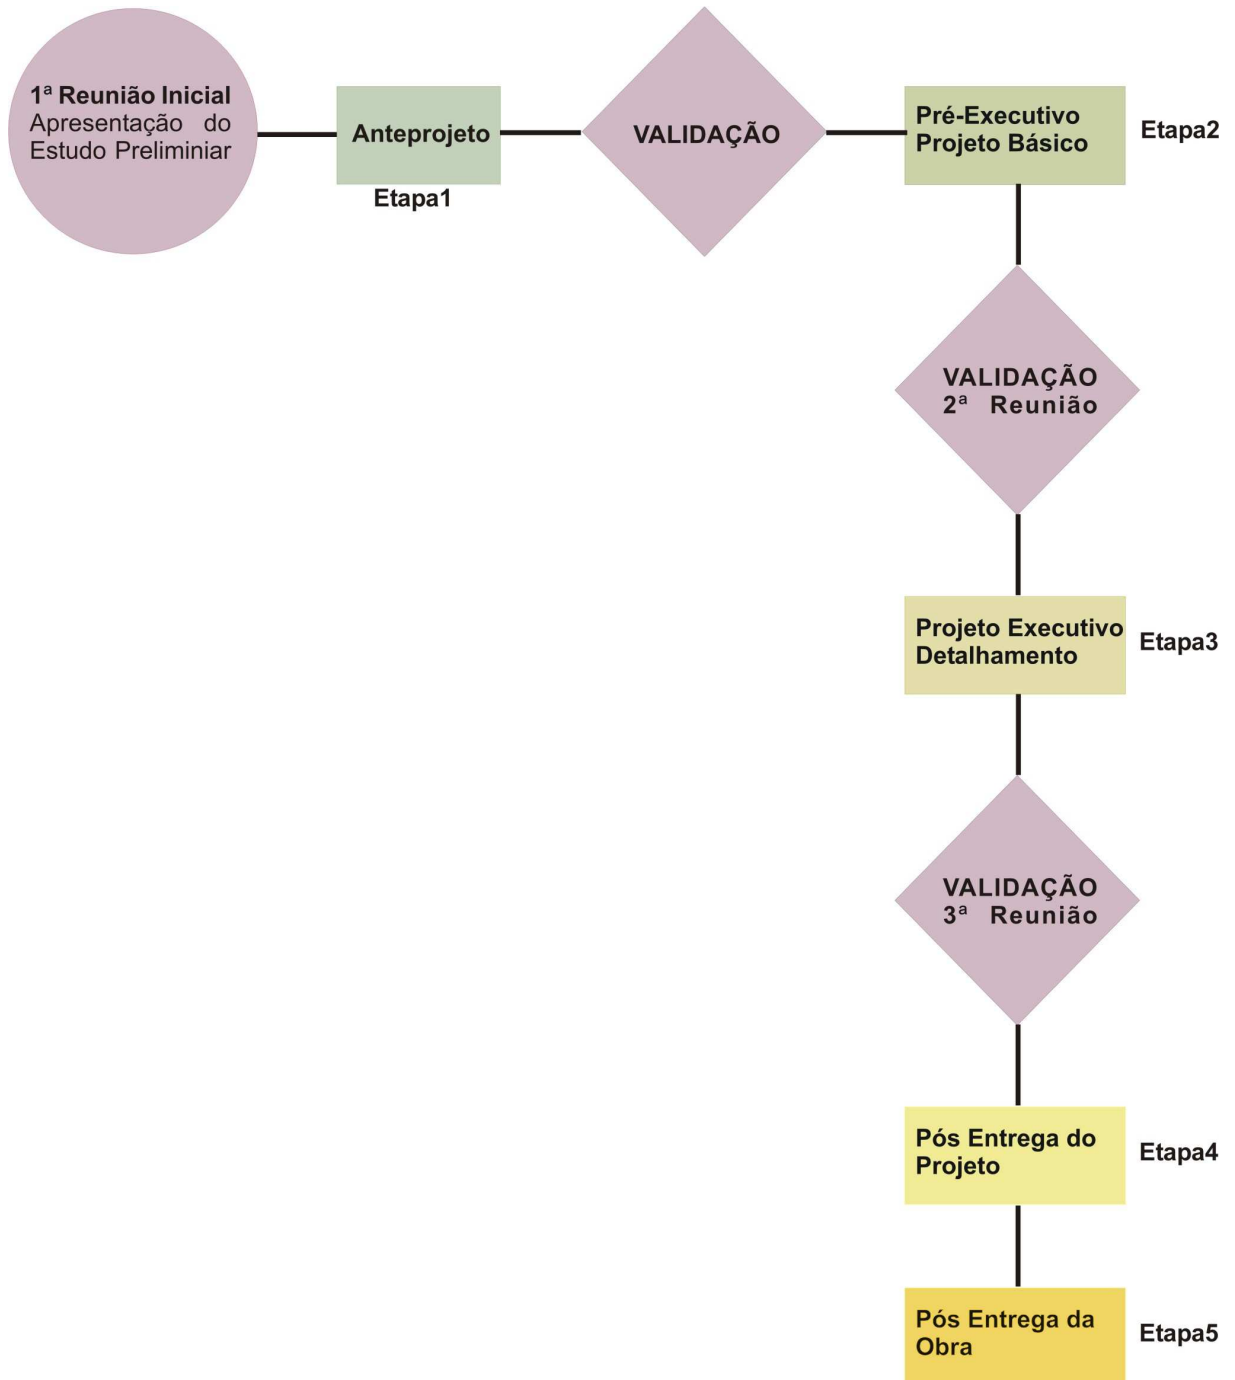 1ª Reunião Inicial
Apresentação do
Estudo Preliminiar
Anteprojeto
Etapa1
VALIDAÇÃO
Pré-Executivo
Projeto Básico
Etapa2
VALIDAÇÃO
2ª Reunião
Projeto Executivo
Detalhamento
Etapa3
VALIDAÇÃO
3ª Reunião
Pós Entrega do
Projeto
Etapa4
Pós Entrega da
Obra
Etapa5